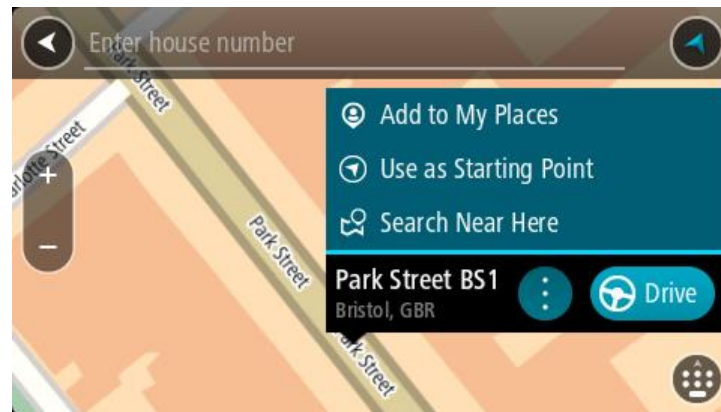 Enter house number
Park Street
Add to My Places
Use as Starting Point
Park Street
Search Near Here
Park Street BS1
Drive
Bristol, GBR
Park Street